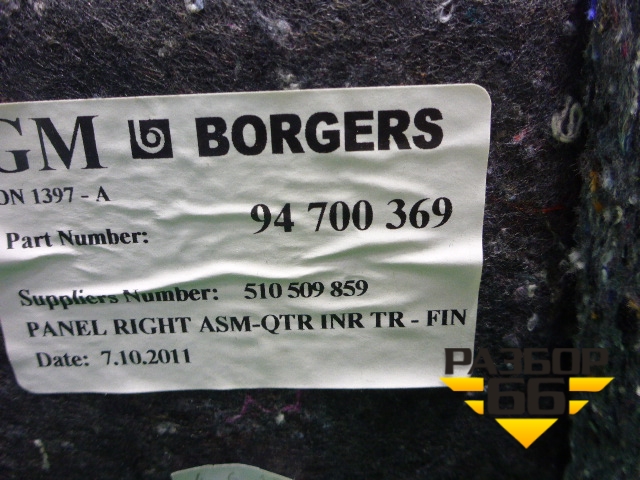 GM BORGERS
ON 1397 - A
Part Number: 94 700 369
Suppliers Number: 510 509 859
PANEL RIGHT ASM-QTR INR TR - FIN
Date: 7.10.2011
РАЗБОР
66